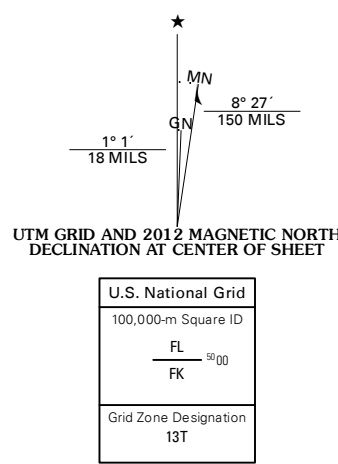 ★
MN
8° 27´
150 MILS
GN
1° 1´
18 MILS
UTM GRID AND 2012 MAGNETIC NORTH
DECLINATION AT CENTER OF SHEET
U.S. National Grid
100,000-m Square ID
FL
5000
FK
Grid Zone Designation
13T